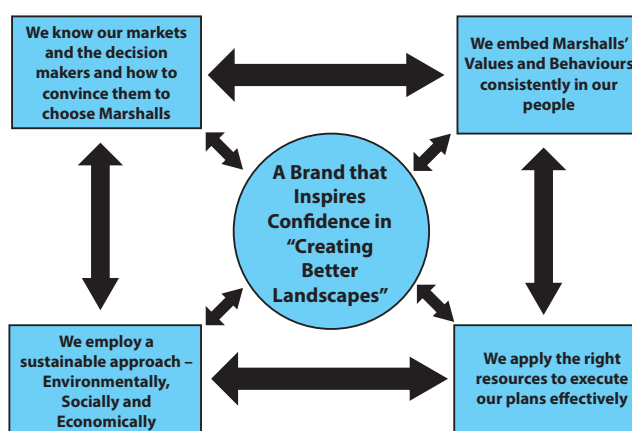 We know our markets
and the decision
makers and how to
convince them to
choose Marshalls
We embed Marshalls’
Values and Behaviours
consistently in our
people
A Brand that
Inspires
Confidence in
“Creating
Better
Landscapes”
We employ a
sustainable approach –
Environmentally,
Socially and
Economically
We apply the right
resources to execute
our plans effectively